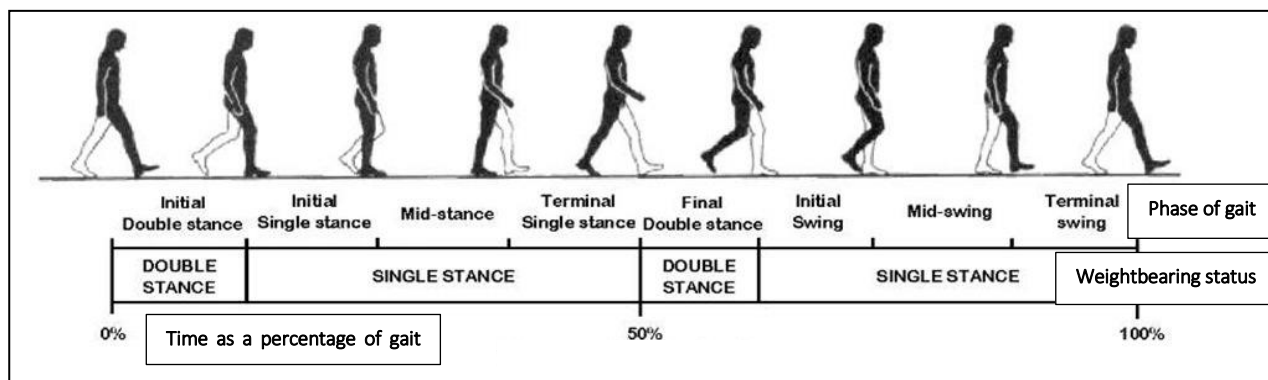 Initial
Double stance
Initial
Single stance
Mid-stance
Terminal
Single stance
Final
Double stance
Initial
Swing
Mid-swing
Terminal
swing
Phase of gait
DOUBLE
STANCE
SINGLE STANCE
DOUBLE
STANCE
SINGLE STANCE
Weightbearing status
0%
Time as a percentage of gait
50%
100%